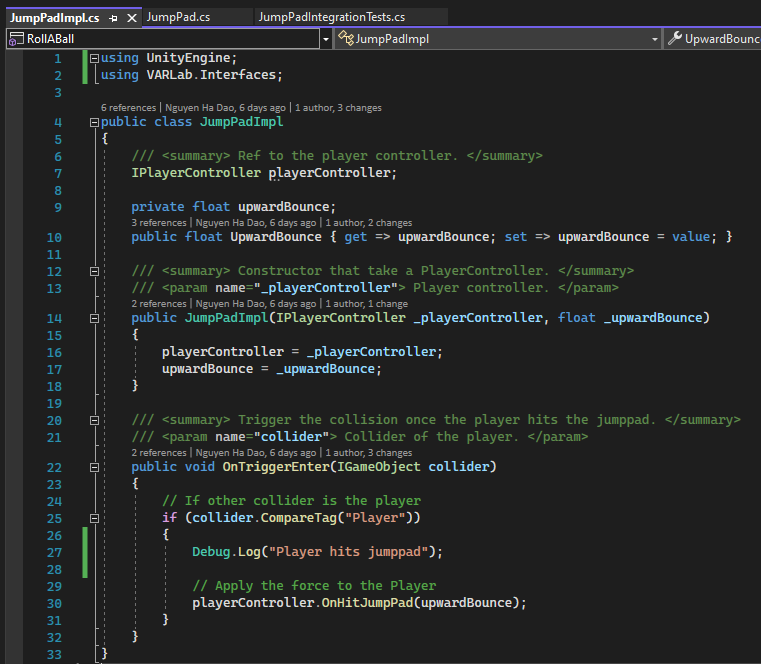 JumpPadImpl.cs JumpPad.cs JumpPadIntegrationTests.cs
RollABall JumpPadImpl UpwardBounc
1 using UnityEngine;
2 using VARLab.Interfaces;
3
6 references | Nguyen Ha Dao, 6 days ago | 1 author, 3 changes
4 public class JumpPadImpl
5 {
6 /// <summary> Ref to the player controller. </summary>
7 IPlayerController playerController;
8
9 private float upwardBounce;
3 references | Nguyen Ha Dao, 6 days ago | 1 author, 2 changes
10 public float UpwardBounce { get => upwardBounce; set => upwardBounce = value; }
11
12 /// <summary> Constructor that take a PlayerController. </summary>
13 /// <param name="_playerController"> Player controller. </param>
2 references | Nguyen Ha Dao, 6 days ago | 1 author, 1 change
14 public JumpPadImpl(IPlayerController _playerController, float _upwardBounce)
15 {
16 playerController = _playerController;
17 upwardBounce = _upwardBounce;
18 }
19
20 /// <summary> Trigger the collision once the player hits the jumppad. </summary>
21 /// <param name="collider"> Collider of the player. </param>
2 references | Nguyen Ha Dao, 6 days ago | 1 author, 3 changes
22 public void OnTriggerEnter(IGameObject collider)
23 {
24 // If other collider is the player
25 if (collider.CompareTag("Player"))
26 {
27 Debug.Log("Player hits jumppad");
28
29 // Apply the force to the Player
30 playerController.OnHitJumpPad(upwardBounce);
31 }
32 }
33 }